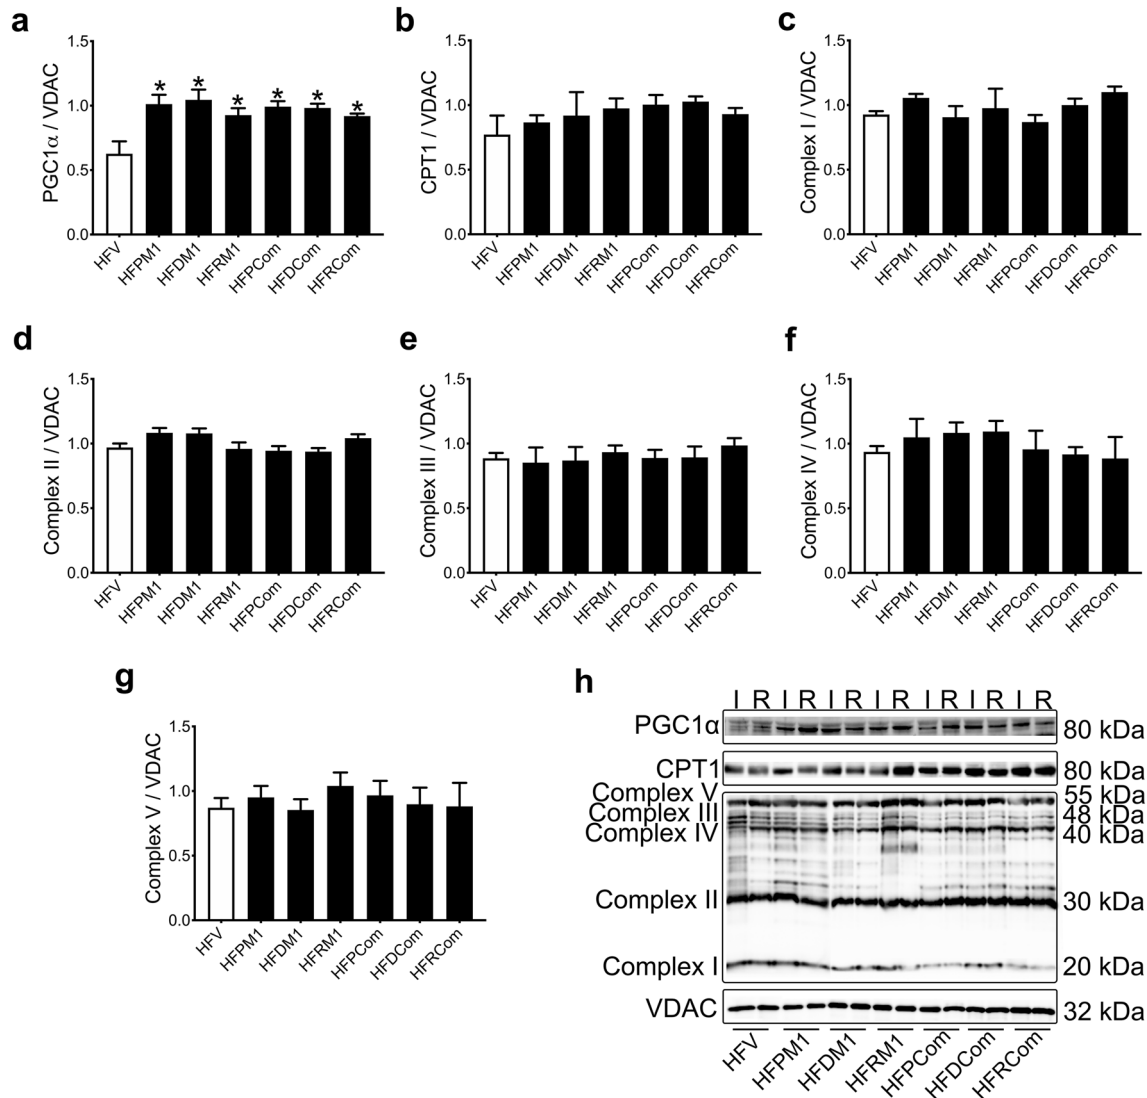 a
PGC1α / VDAC
1.5
1.0
0.5
0.0
* * * * * *
HFV HFPM1 HFDM1 HFRM1 HFPCom HFDCom HFRCom
b
CPT1 / VDAC
1.5
1.0
0.5
0.0
HFV HFPM1 HFDM1 HFRM1 HFPCom HFDCom HFRCom
c
Complex I / VDAC
1.5
1.0
0.5
0.0
HFV HFPM1 HFDM1 HFRM1 HFPCom HFDCom HFRCom
d
Complex II / VDAC
1.5
1.0
0.5
0.0
HFV HFPM1 HFDM1 HFRM1 HFPCom HFDCom HFRCom
e
Complex III / VDAC
1.5
1.0
0.5
0.0
HFV HFPM1 HFDM1 HFRM1 HFPCom HFDCom HFRCom
f
Complex IV / VDAC
1.5
1.0
0.5
0.0
HFV HFPM1 HFDM1 HFRM1 HFPCom HFDCom HFRCom
g
Complex V / VDAC
1.5
1.0
0.5
0.0
HFV HFPM1 HFDM1 HFRM1 HFPCom HFDCom HFRCom
h
I R I R I R I R I R I R I R
PGC1α 80 kDa
CPT1 80 kDa
Complex V 55 kDa
Complex III 48 kDa
Complex IV 40 kDa
Complex II 30 kDa
Complex I 20 kDa
VDAC 32 kDa
HFV HFPM1 HFDM1 HFRM1 HFPCom HFDCom HFRCom